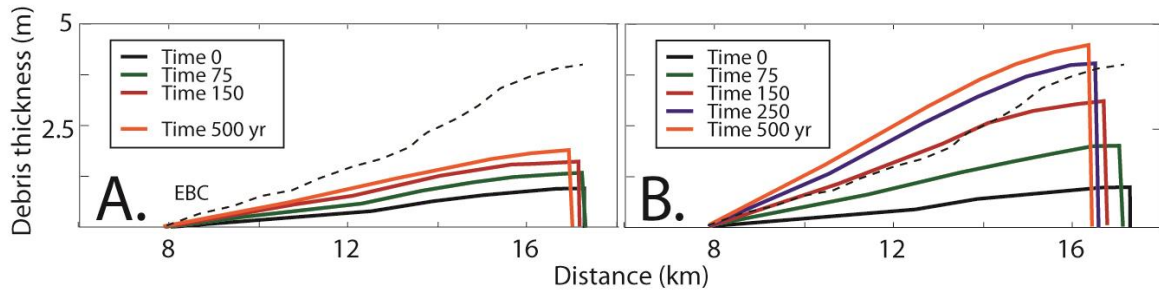 Debris thickness (m)
5
2.5
0
Time 0
Time 75
Time 150
Time 500 yr
EBC
A.
8
12
16
Time 0
Time 75
Time 150
Time 250
Time 500 yr
B.
8
12
16
Distance (km)